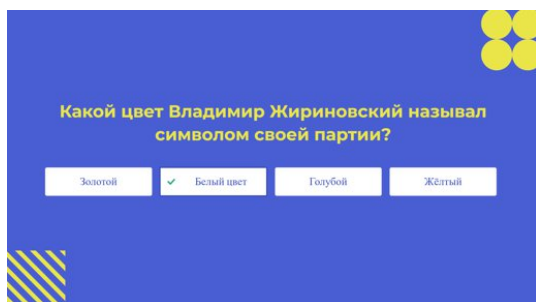 Какой цвет Владимир Жириновский называл
символом своей партии?
Золотой
Белый цвет
Голубой
Жёлтый